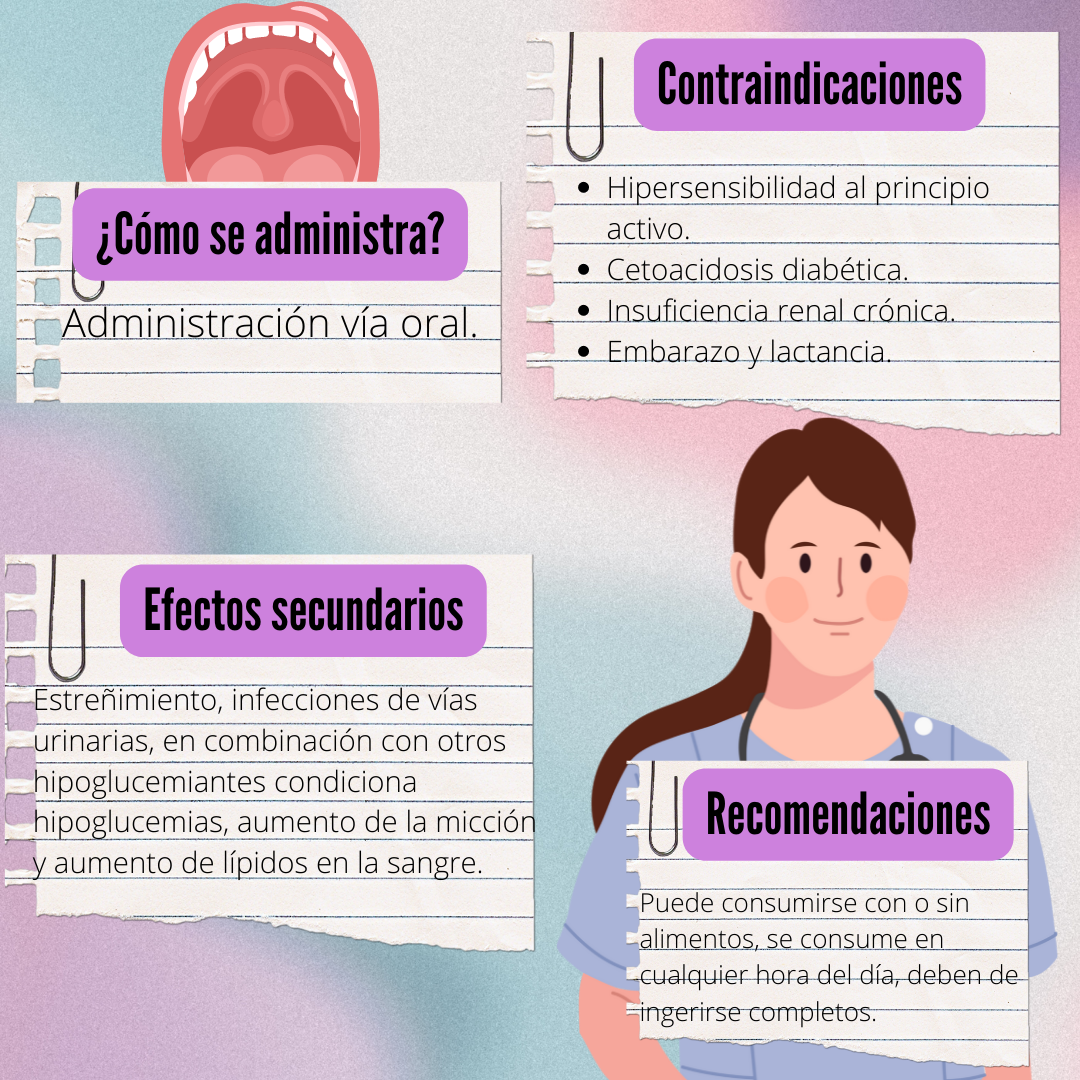 ¿Cómo se administra?
Administración vía oral.
Contraindicaciones
• Hipersensibilidad al principio
activo.
• Cetoacidosis diabética.
• Insuficiencia renal crónica.
• Embarazo y lactancia.
Efectos secundarios
Estreñimiento, infecciones de vías
urinarias, en combinación con otros
hipoglucemiantes condiciona
hipoglucemias, aumento de la micción
y aumento de lípidos en la sangre.
Recomendaciones
Puede consumirse con o sin
alimentos, se consume en
cualquier hora del día, deben de
ingerirse completos.